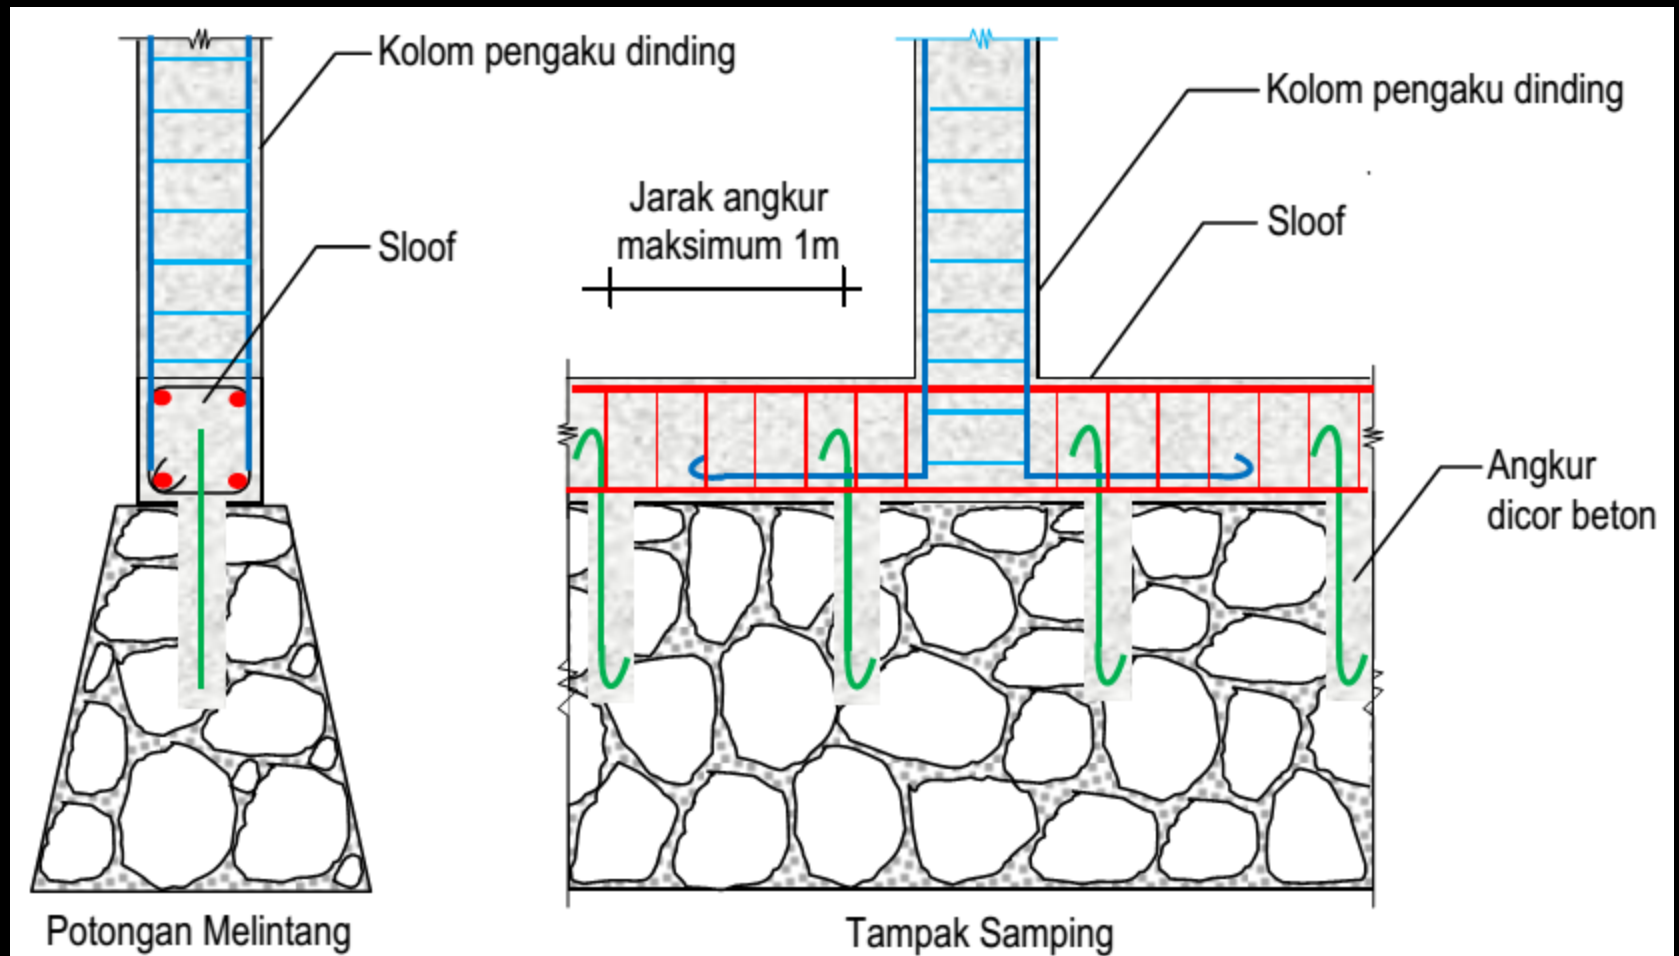 Kolom pengaku dinding
Sloof
Potongan Melintang
Jarak angkur
maksimum 1m
Kolom pengaku dinding
Sloof
Angkur
dicor beton
Tampak Samping